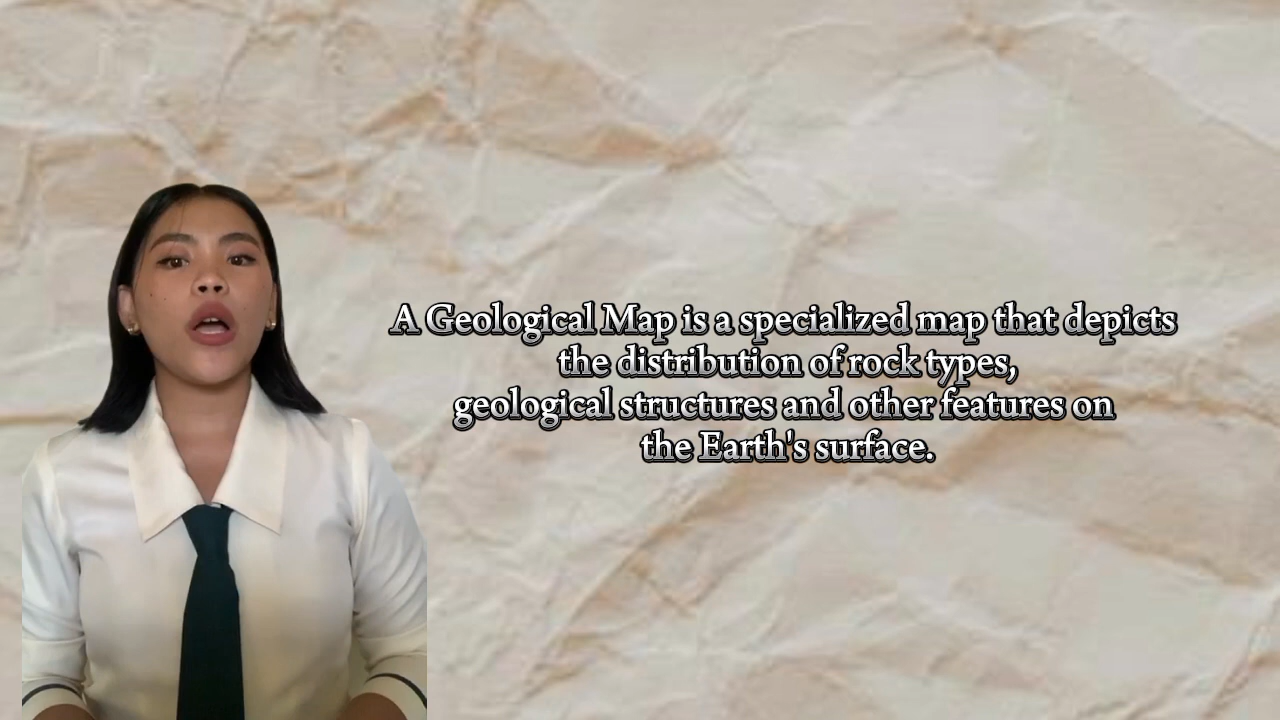 A Geological Map is a specialized map that depicts
the distribution of rock types,
geological structures and other features on
the Earth's surface.